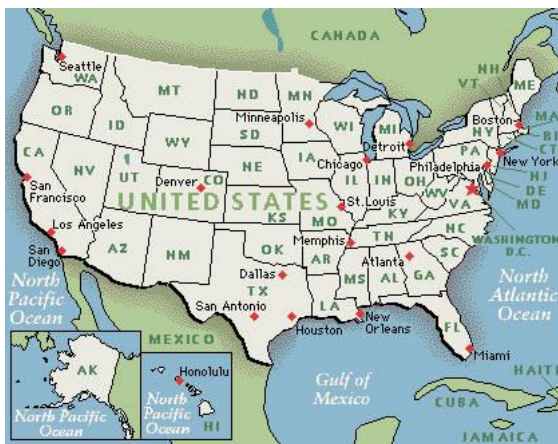 CANADA
NH
VT
ME
Seattle
WA
MT
ND
MN
Minneapolis
OR
ID
WY
SD
WI
MI
Boston
MA
NY
RI
CT
CA
NV
UT
Denver
CO
NE
IA
Chicago
Detroit
PA
Philadelphia
New York
NJ
IL
IN
OH
WV
VA
DE
MD
UNITED STATES
San
Francisco
KS
MO
St.Louis
KY
WASHINGTON
D.C.
Los Angeles
San
Diego
AZ
NM
OK
AR
Memphis
TN
NC
SC
Atlanta
MS
AL
GA
North
Pacific
Ocean
North
Atlantic
Ocean
Dallas
TX
San Antonio
Houston
LA
New
Orleans
FL
Miami
MEXICO
Gulf of
Mexico
CUBA
HAITI
JAMAICA
AK
North Pacific
Ocean
Honolulu
North
Pacific
Ocean
HI